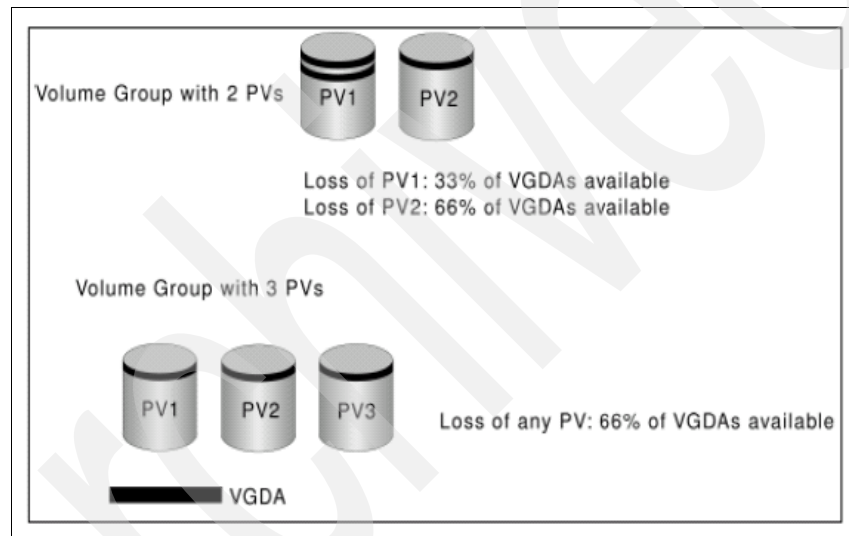 Volume Group with 2 PVs
PV1
PV2
Loss of PV1: 33% of VGDAs available
Loss of PV2: 66% of VGDAs available
Volume Group with 3 PVs
PV1
PV2
PV3
Loss of any PV: 66% of VGDAs available
VGDA